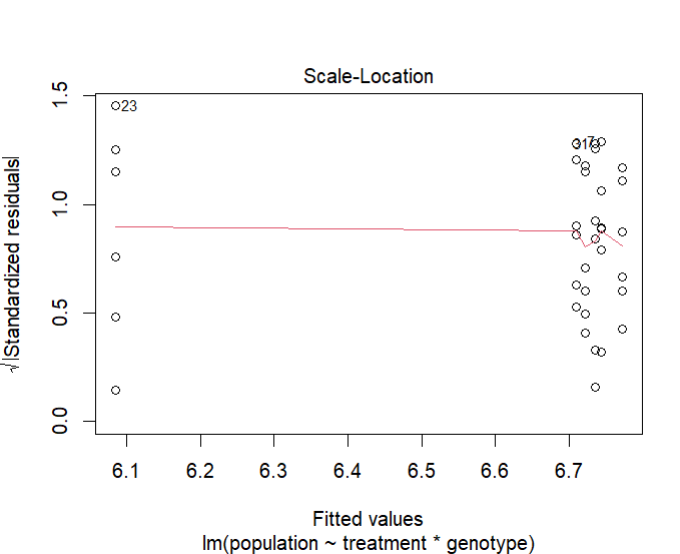 Scale-Location
√|Standardized residuals|
1.5
1.0
0.5
0.0
23
317
6.1 6.2 6.3 6.4 6.5 6.6 6.7
Fitted values
lm(population ~ treatment * genotype)